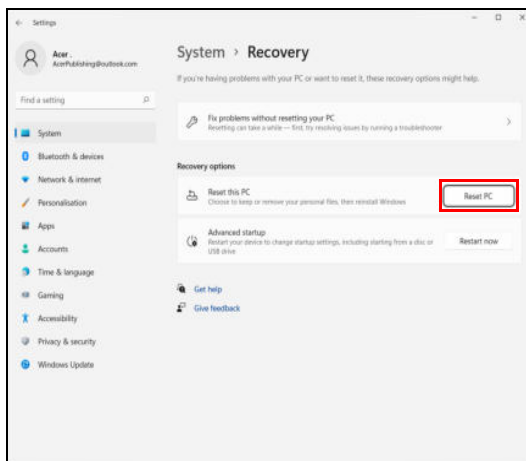 Settings
Acer .
AcerPublishing@outlook.com
Find a setting
System
Bluetooth & devices
Network & internet
Personalisation
Apps
Accounts
Time & language
Gaming
Accessibility
Privacy & security
Windows Update
System > Recovery
If you're having problems with your PC or want to reset it, these recovery options might help.
Fix problems without resetting your PC
Resetting can take a while — first, try resolving issues by running a troubleshooter
Recovery options
Reset this PC
Choose to keep or remove your personal files, then reinstall Windows
Reset PC
Advanced startup
Restart your device to change startup settings, including starting from a disc or
USB drive
Restart now
Get help
Give feedback